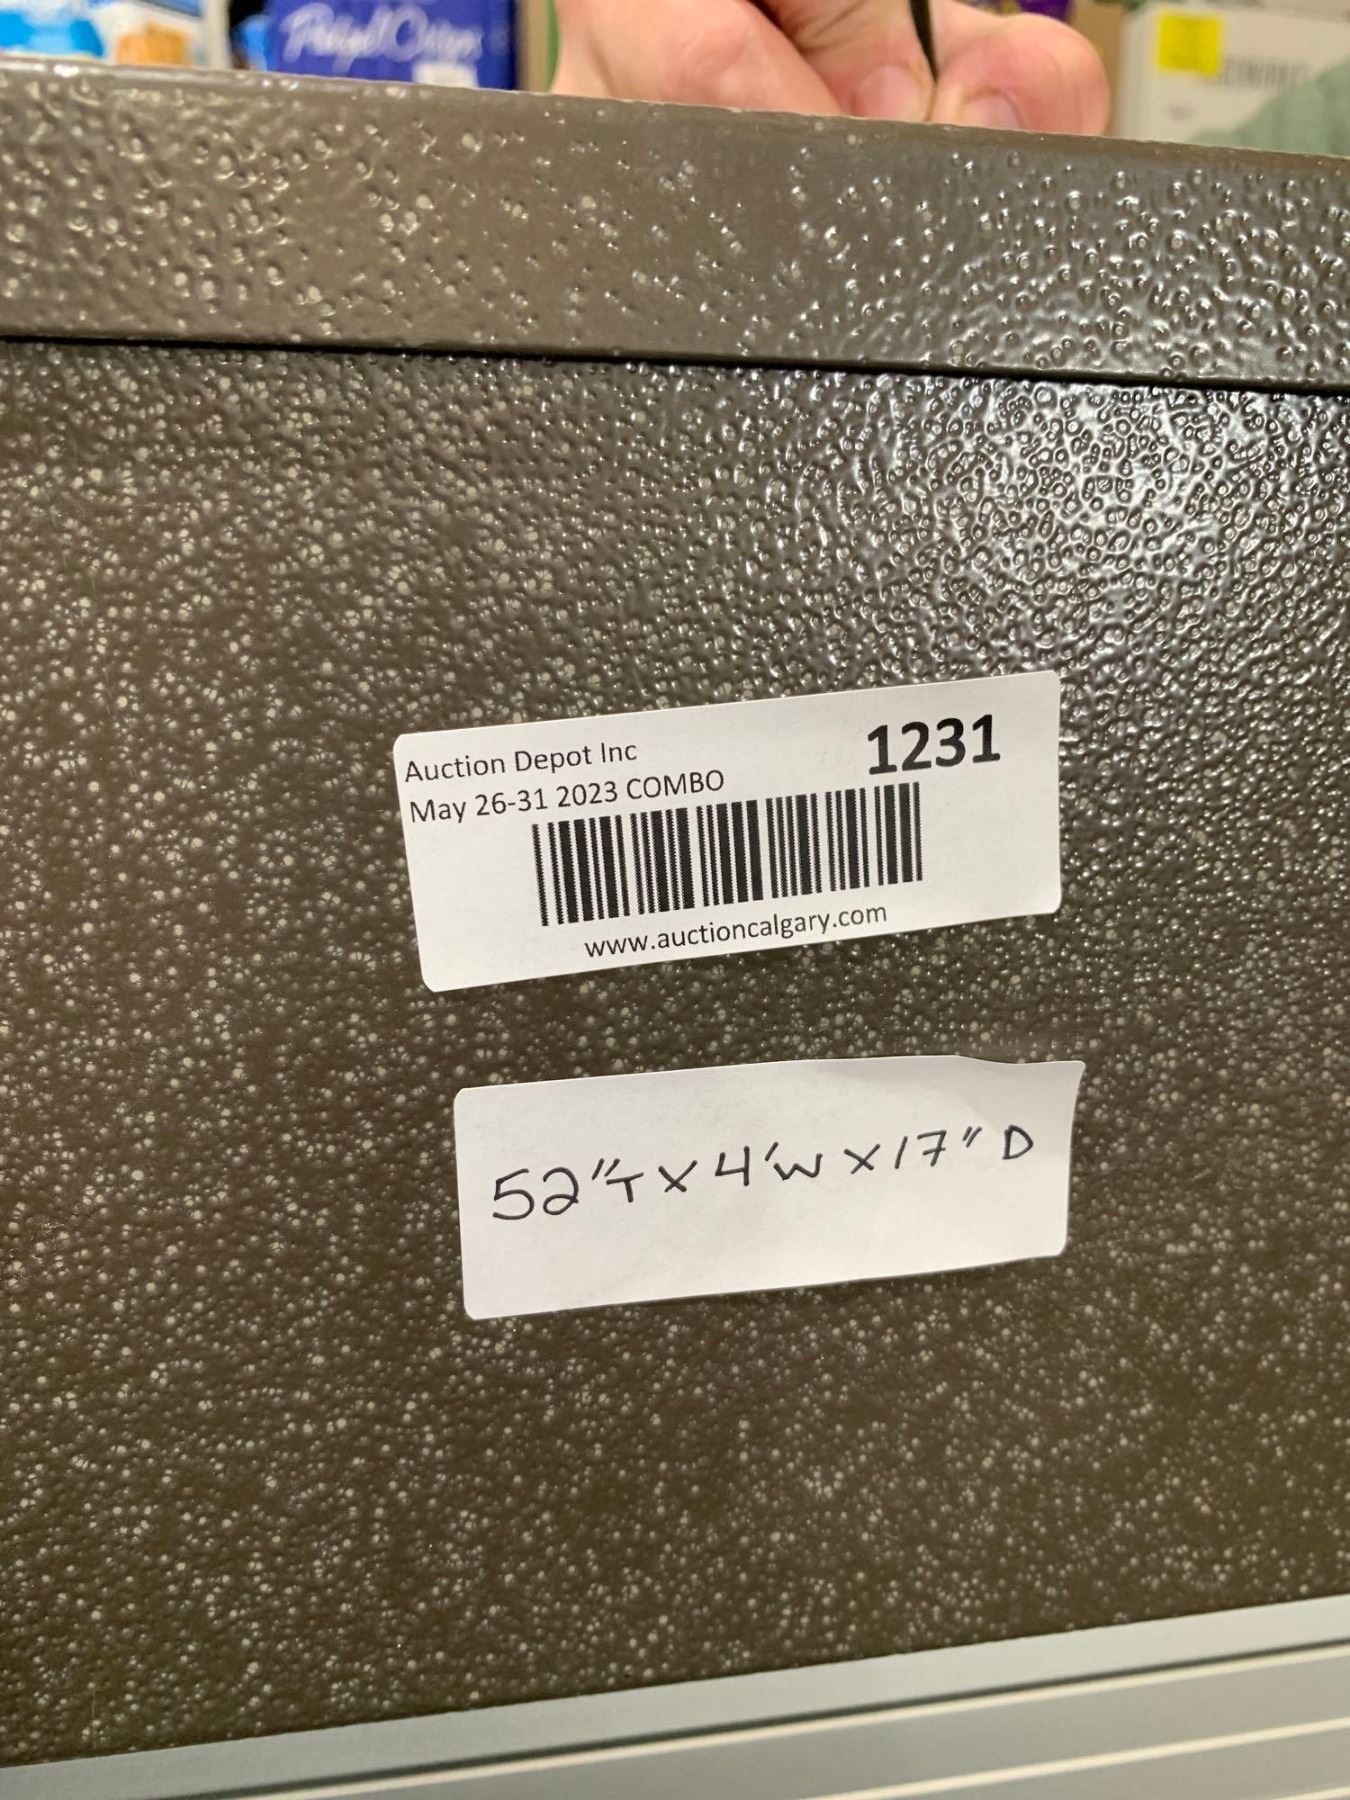 Auction Depot Inc
1231
May 26-31 2023 COMBO
www.auctioncalgary.com
52"T x 4'W x 17" D